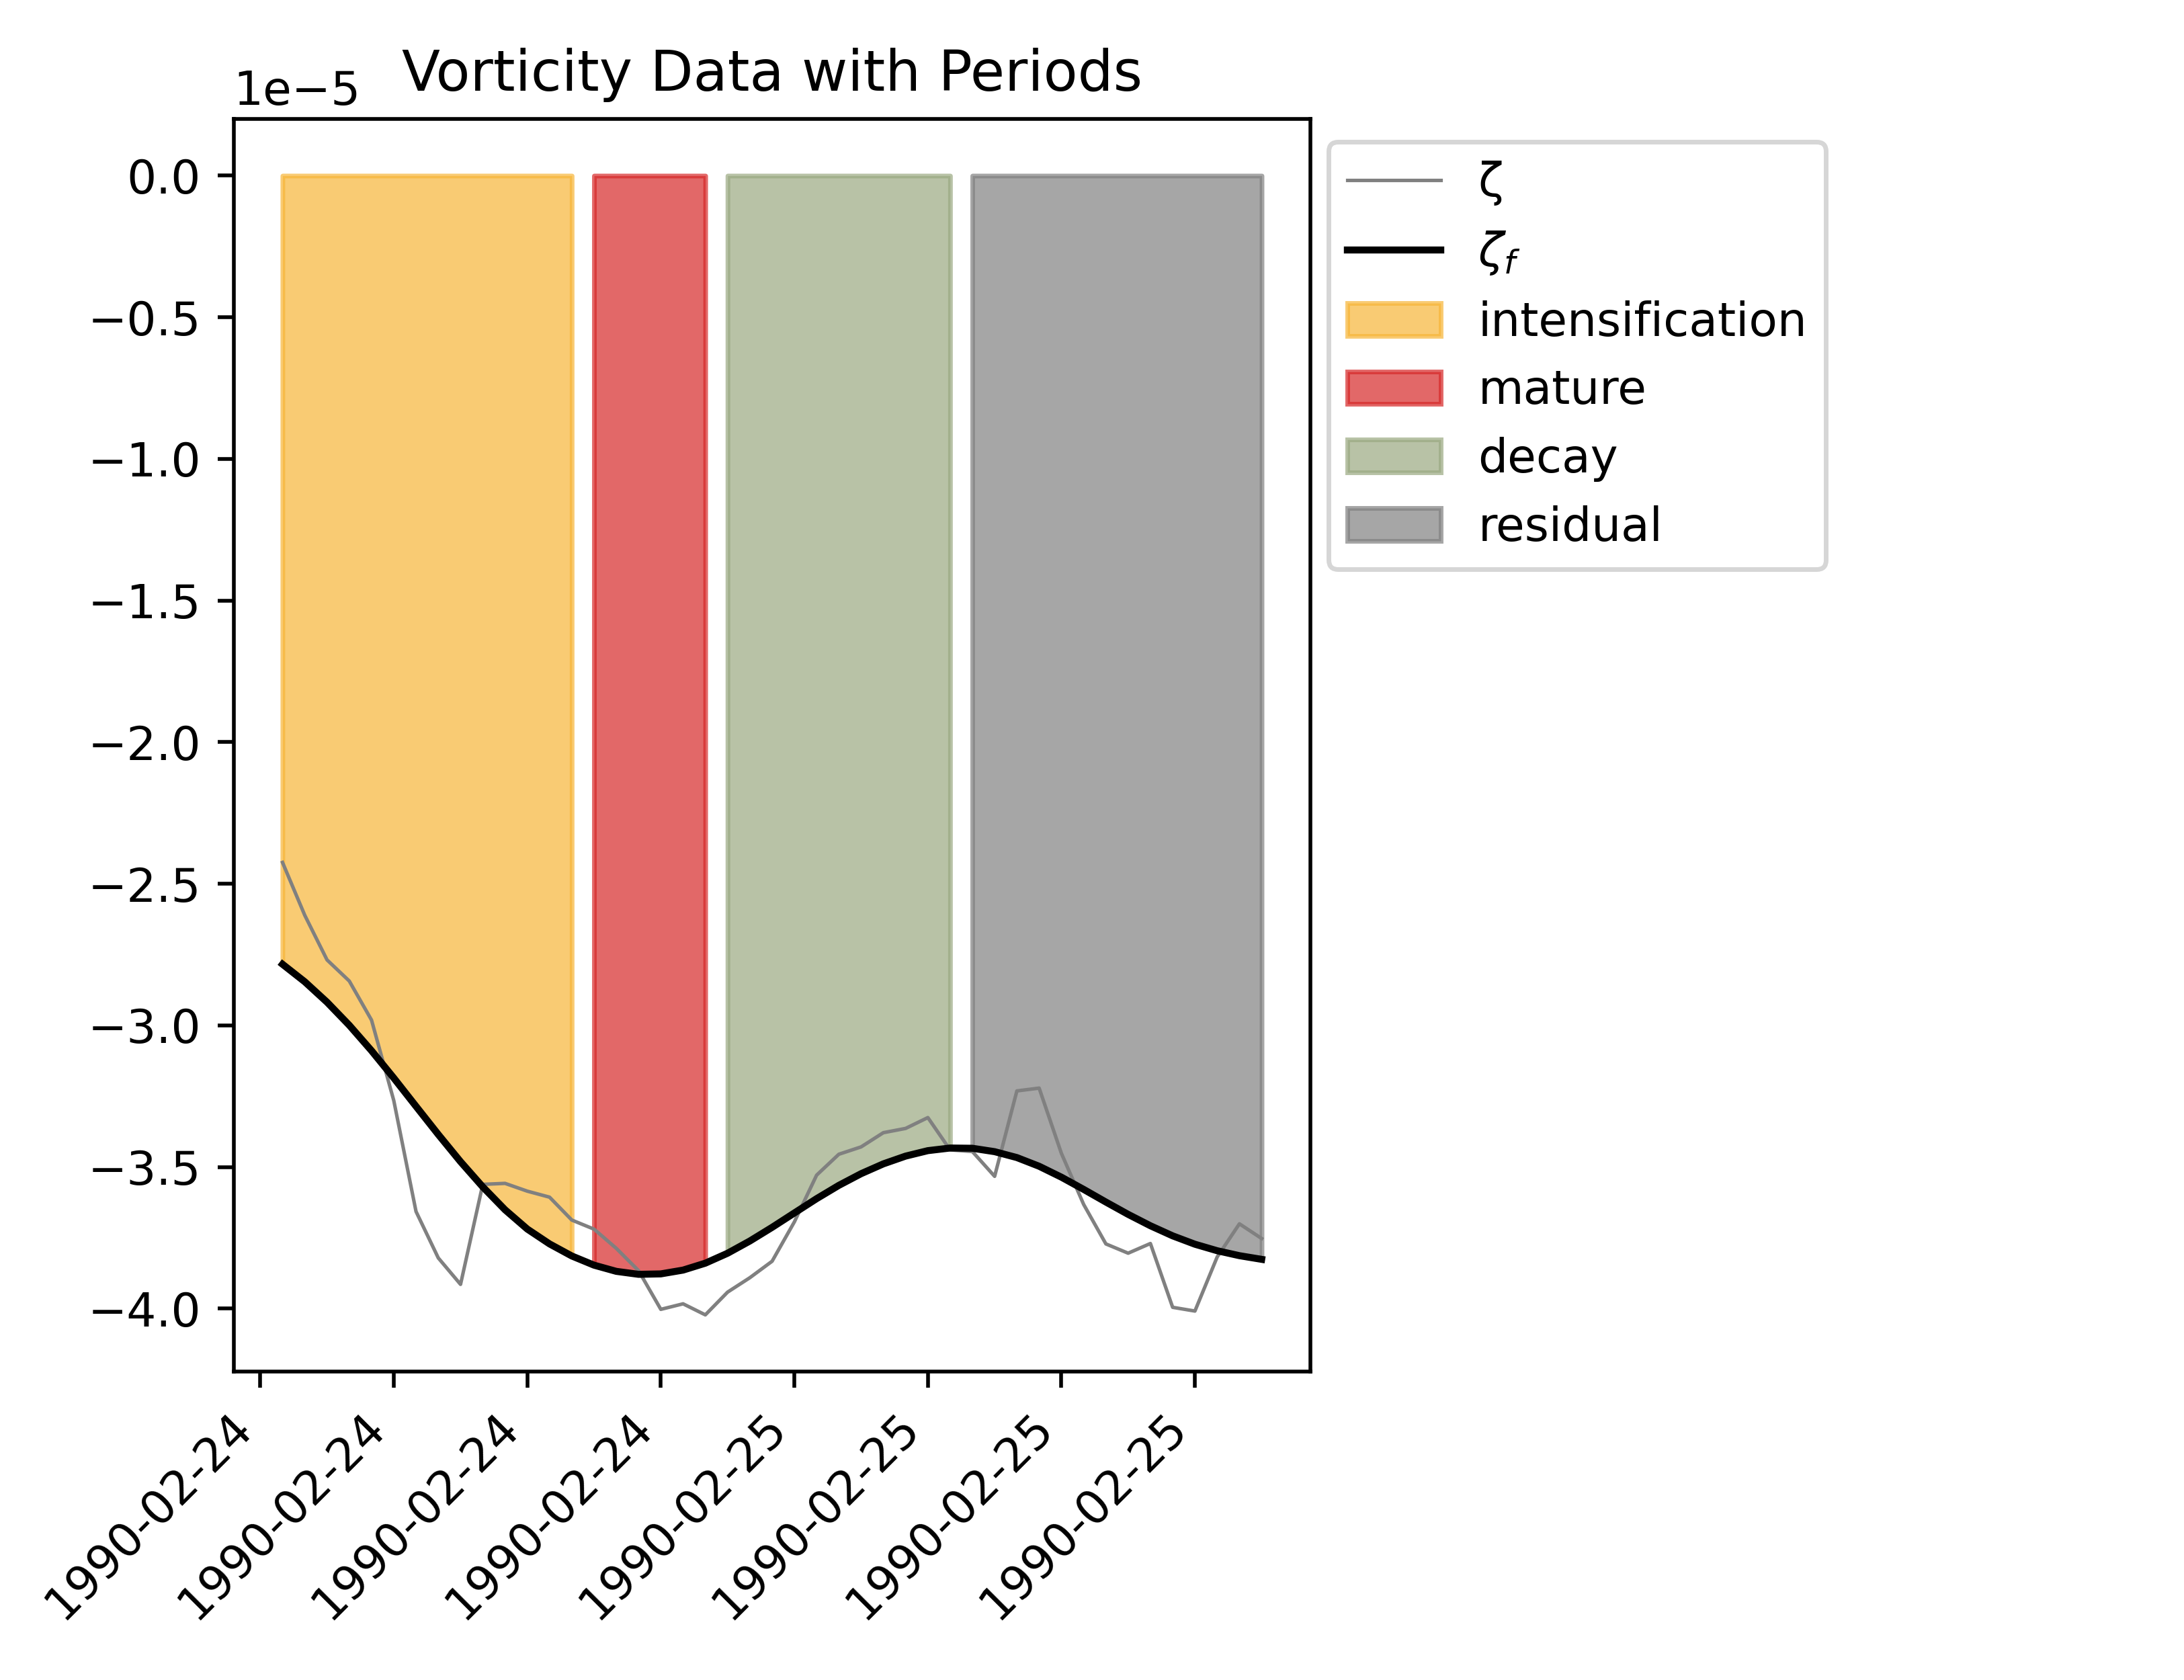 Vorticity Data with Periods
1e−5
0.0
−0.5
−1.0
−1.5
−2.0
−2.5
−3.0
−3.5
−4.0
1990-02-24
1990-02-24
1990-02-24
1990-02-24
1990-02-25
1990-02-25
1990-02-25
1990-02-25
ζ
ζf
intensification
mature
decay
residual